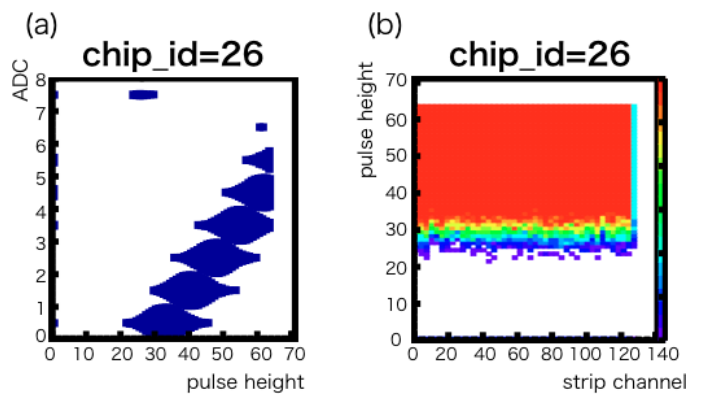 (a)
chip_id=26
ADC
8
7
6
5
4
3
2
1
0
0 10 20 30 40 50 60 70
pulse height
(b)
chip_id=26
pulse height
70
60
50
40
30
20
10
0
0 20 40 60 80 100 120 140
strip channel